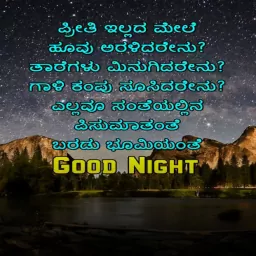 ಪ್ರೀತಿ ಇಲ್ಲದ ಮೇಲೆ
ಹೂವು ಅರಳಿದರೇನು?
ತಾರೆಗಳು ಮಿನುಗಿದರೇನು?
ಗಾಳಿ ಕಂಪು ಸೂಸಿದರೇನು?
ಎಲ್ಲವೂ ಸಂತೆಯಲ್ಲಿನ
ಪಿಸುಮಾತಂತೆ
ಬರಡು ಭೂಮಿಯಂತೆ
Good Night